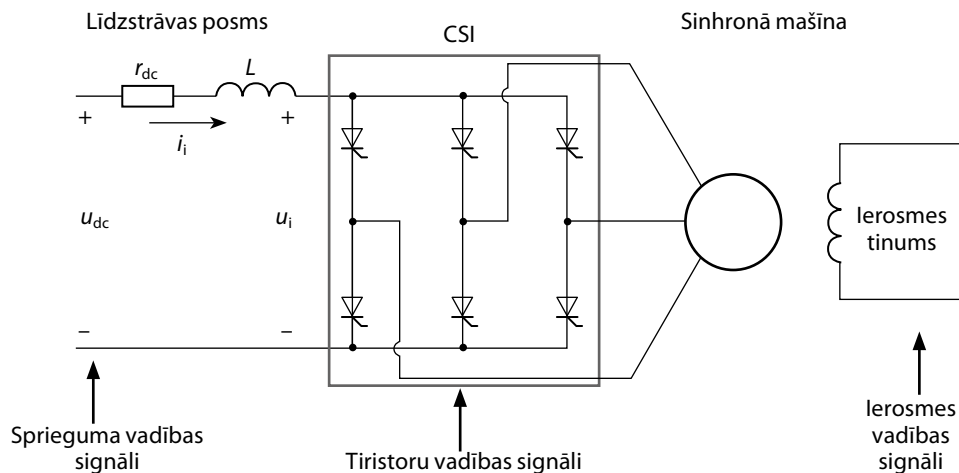 Līdzstrāvas posms
CSI
Sinhronā mašīna
r_dc
L
+
+
i_i
u_dc
u_i
Ierosmes
tinums
–
–
Sprieguma vadības
signāli
Tiristoru vadības signāli
Ierosmes
vadības
signāli